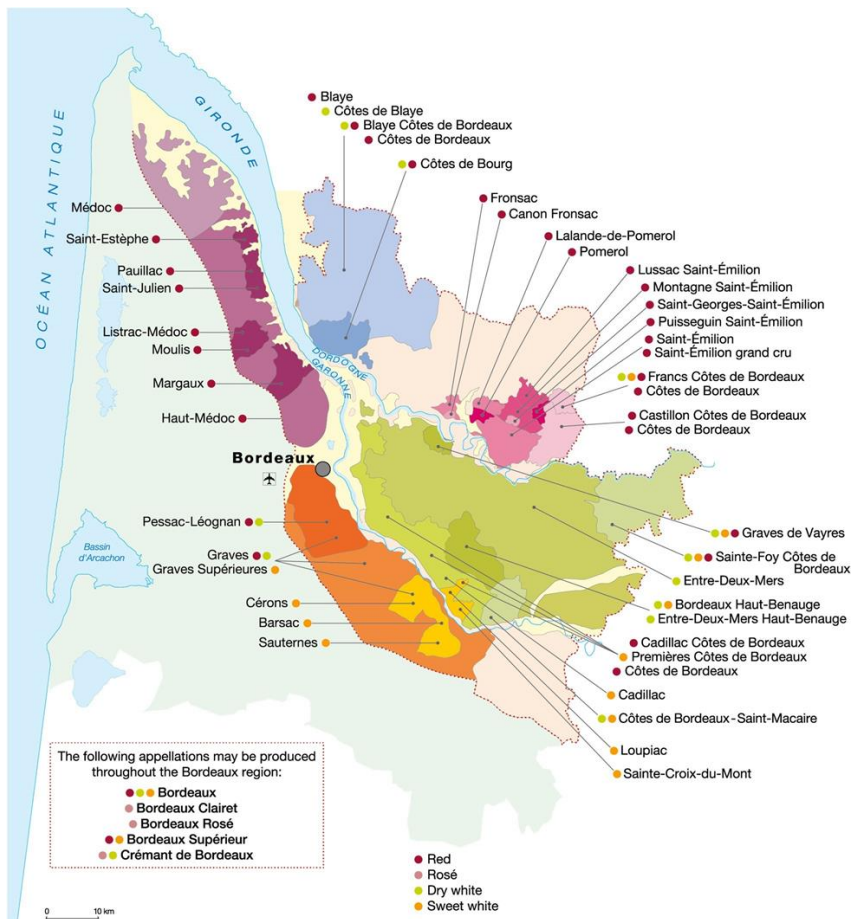 OCÉAN ATLANTIQUE
GIRONDE
Blaye
Côtes de Blaye
Blaye Côtes de Bordeaux
Côtes de Bordeaux
Côtes de Bourg
Fronsac
Canon Fronsac
Lalande-de-Pomerol
Pomerol
Lussac Saint-Émilion
Montagne Saint-Émilion
Saint-Georges-Saint-Émilion
Puisseguin Saint-Émilion
Saint-Émilion
Saint-Émilion grand cru
Francs Côtes de Bordeaux
Côtes de Bordeaux
Castillon Côtes de Bordeaux
Côtes de Bordeaux
Médoc
Saint-Estèphe
Pauillac
Saint-Julien
Listrac-Médoc
Moulis
Margaux
Haut-Médoc
DORDOGNE
GARONNE
Bordeaux
Pessac-Léognan
Graves
Graves Supérieures
Cérons
Barsac
Sauternes
Bassin
d'Arcachon
Graves de Vayres
Sainte-Foy Côtes de
Bordeaux
Entre-Deux-Mers
Bordeaux Haut-Benauge
Entre-Deux-Mers Haut-Benauge
Cadillac Côtes de Bordeaux
Premières Côtes de Bordeaux
Côtes de Bordeaux
Cadillac
Côtes de Bordeaux-Saint-Macaire
Loupiac
Sainte-Croix-du-Mont
The following appellations may be produced
throughout the Bordeaux region:
Bordeaux
Bordeaux Clairet
Bordeaux Rosé
Bordeaux Supérieur
Crémant de Bordeaux
Red
Rosé
Dry white
Sweet white
0 10 km